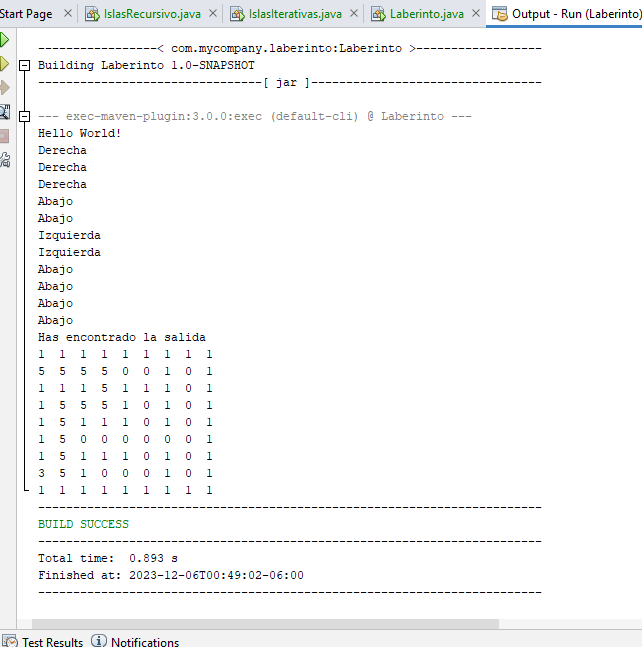 Start Page IslasRecursivo.java IslasIterativas.java Laberinto.java Output - Run (Laberinto)
-----------------< com.mycompany.laberinto:Laberinto >------------------
Building Laberinto 1.0-SNAPSHOT
--------------------------------[ jar ]---------------------------------
--- exec-maven-plugin:3.0.0:exec (default-cli) @ Laberinto ---
Hello World!
Derecha
Derecha
Derecha
Abajo
Abajo
Izquierda
Izquierda
Abajo
Abajo
Abajo
Abajo
Has encontrado la salida
1 1 1 1 1 1 1 1 1
5 5 5 5 0 0 1 0 1
1 1 1 5 1 1 1 0 1
1 5 5 5 1 0 1 0 1
1 5 1 1 1 0 1 0 1
1 5 0 0 0 0 0 0 1
1 5 1 1 1 0 1 0 1
3 5 1 0 0 0 1 0 1
1 1 1 1 1 1 1 1 1
------------------------------------------------------------------------
BUILD SUCCESS
------------------------------------------------------------------------
Total time:  0.893 s
Finished at: 2023-12-06T00:49:02-06:00
------------------------------------------------------------------------
Test Results Notifications